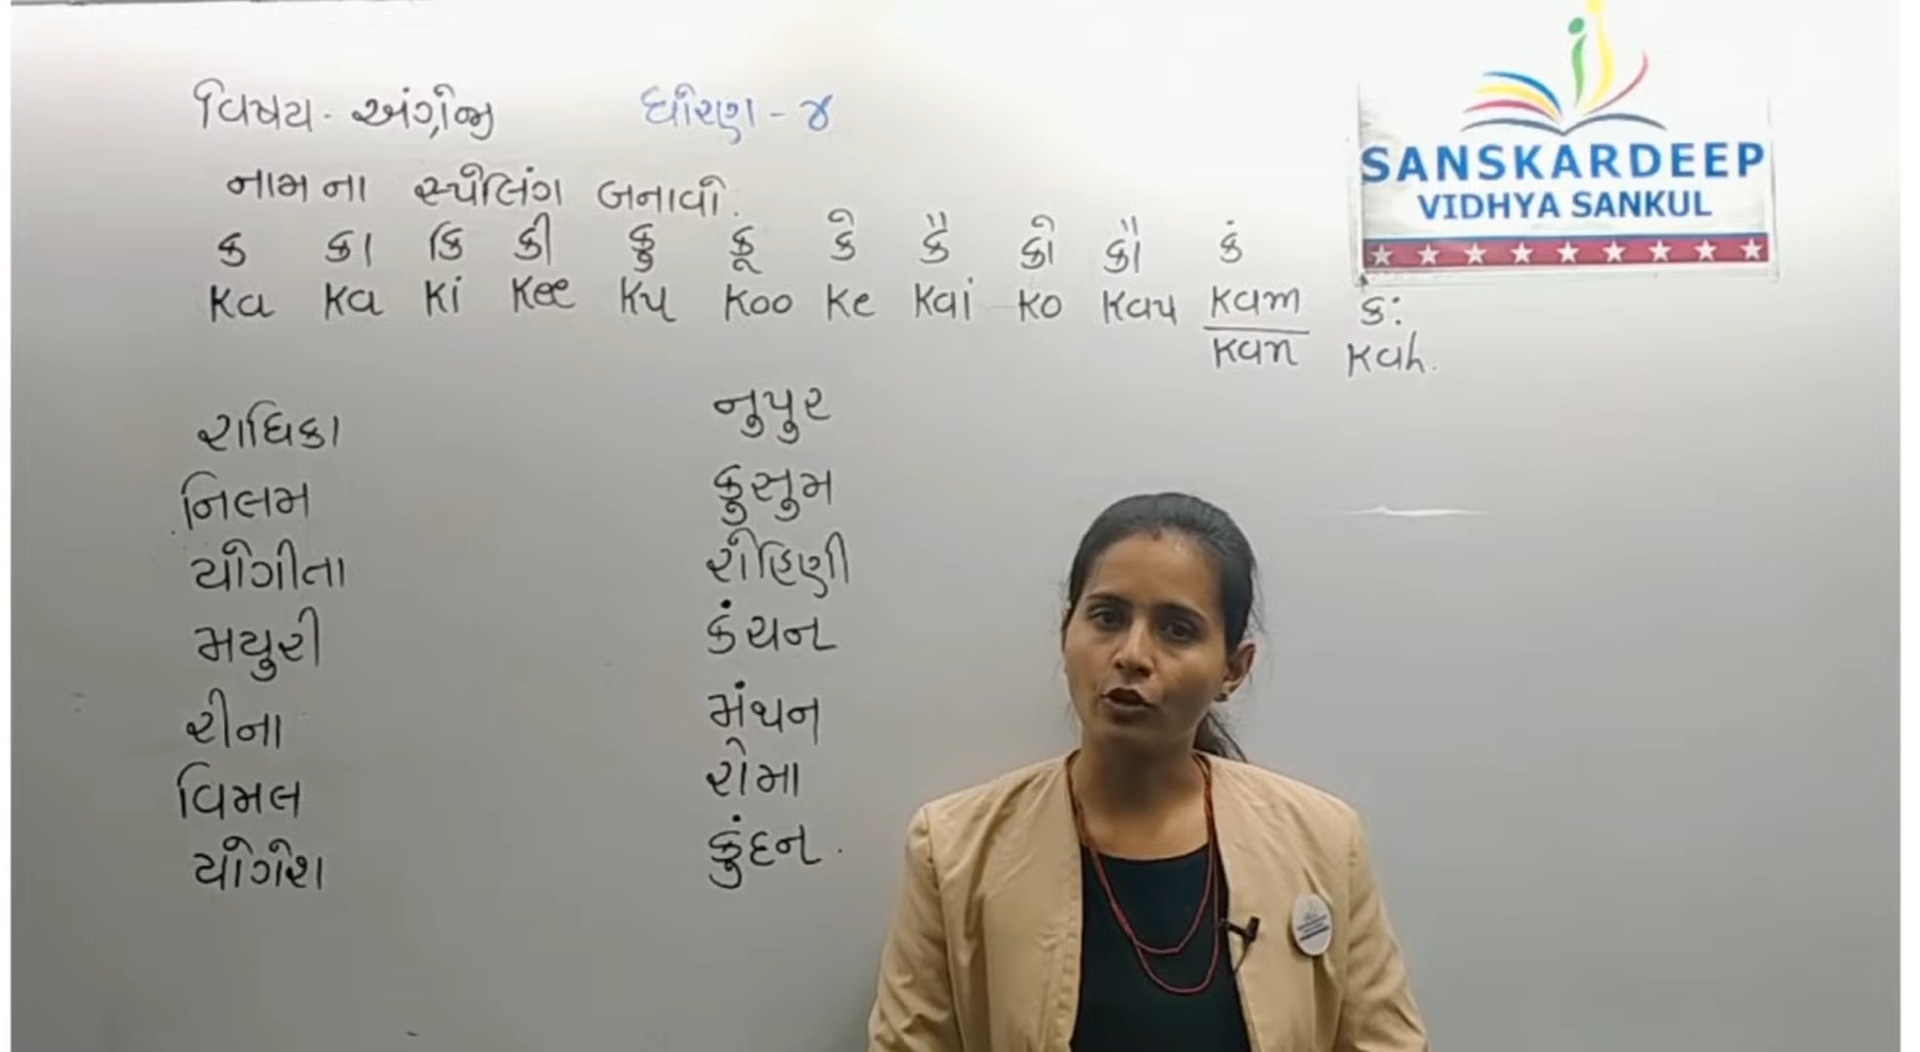 વિષય - અંગ્રેજી ધોરણ - ૪
નામ ના સ્પેલિંગ બનાવો.
ક કા કિ કી કુ કૂ કે કૈ કો કૌ કં ક:
Ka Ka Ki Kee Ku Koo Ke Kai Ko Kau Kam Kah.
Kan
રાધિકા
નિલમ
યોગીતા
મયુરી
રીના
વિમલ
યોગેશ
નુપુર
કુસુમ
રોહિણી
કંચન
મંથન
રોમા
કુંદન.
SANSKARDEEP
VIDHYA SANKUL